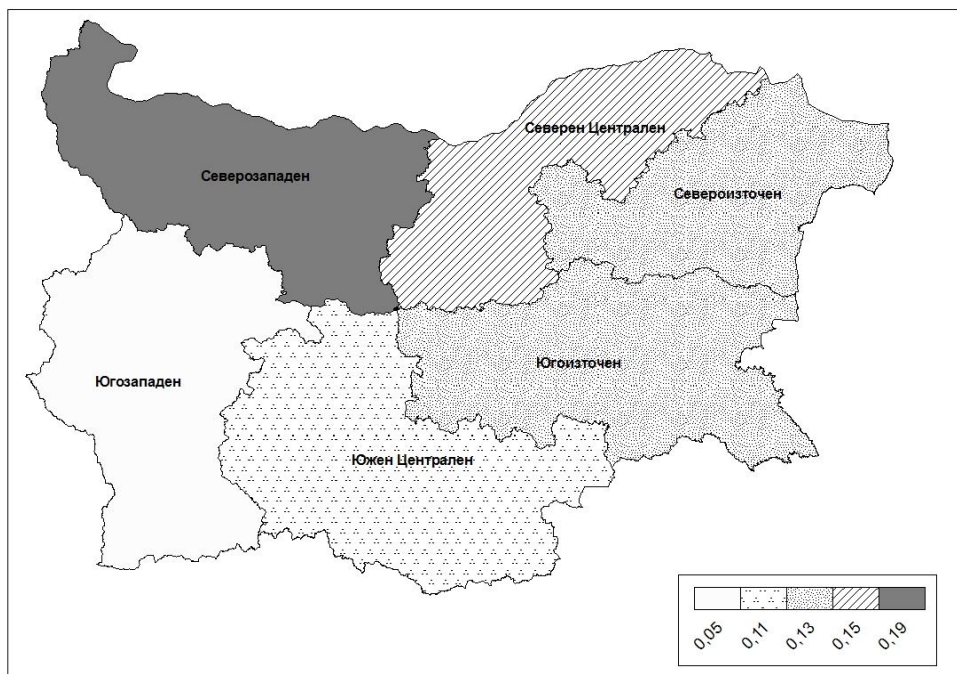 Северен Централен
Северозападен
Североизточен
Югоизточен
Югозападен
Южен Централен
0,05
0,11
0,13
0,15
0,19